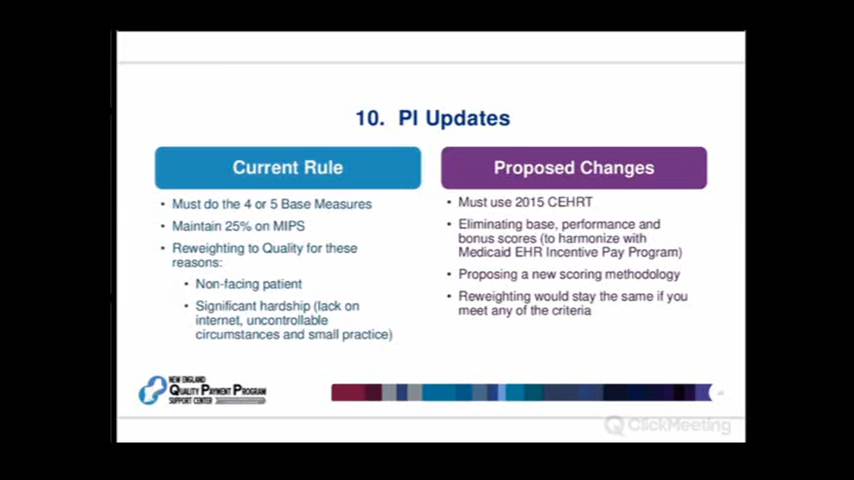 10. PI Updates
Current Rule
• Must do the 4 or 5 Base Measures
• Maintain 25% on MIPS
• Reweighting to Quality for these
reasons:
• Non-facing patient
• Significant hardship (lack on
internet, uncontrollable
circumstances and small practice)
Proposed Changes
• Must use 2015 CEHRT
• Eliminating base, performance and
bonus scores (to harmonize with
Medicaid EHR Incentive Pay Program)
• Proposing a new scoring methodology
• Reweighting would stay the same if you
meet any of the criteria
NEW ENGLAND
QUALITY PAYMENT PROGRAM
SUPPORT CENTER
ClickMeeting